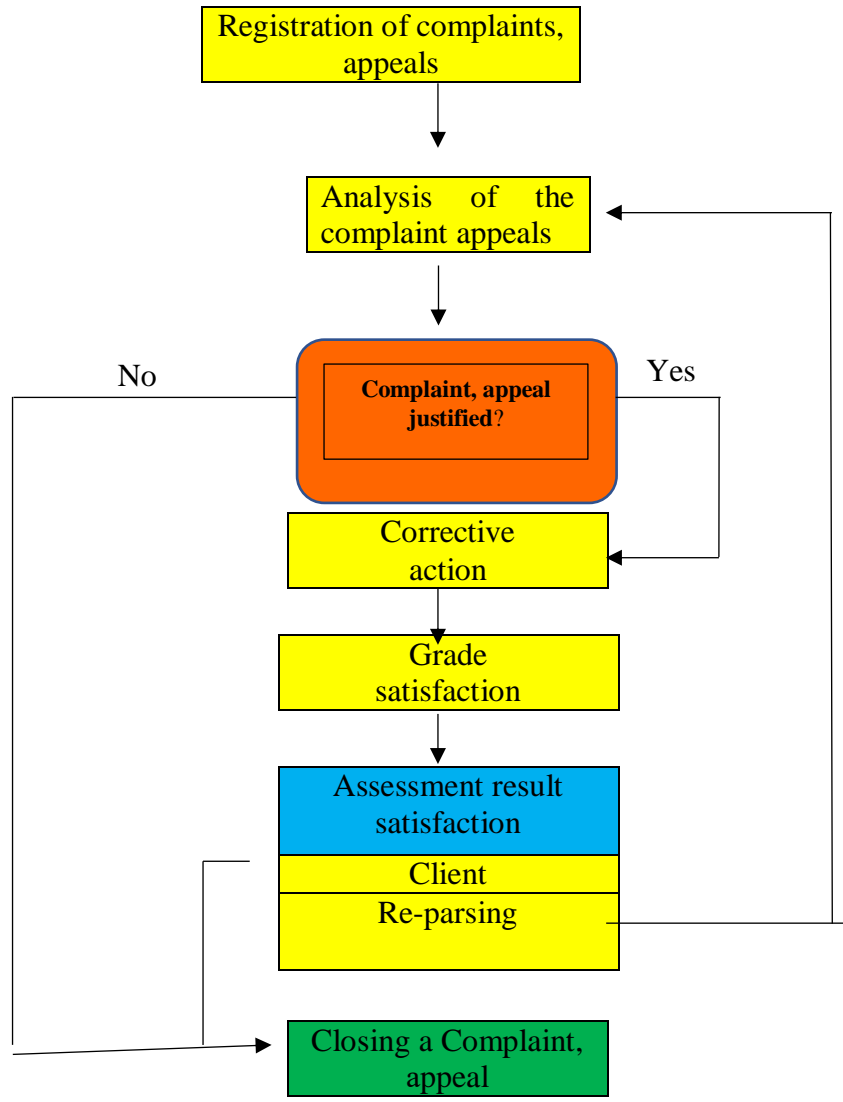 Registration of complaints,
appeals
Analysis of the
complaint appeals
No
Yes
Complaint, appeal
justified?
Corrective
action
Grade
satisfaction
Assessment result
satisfaction
Client
Re-parsing
Closing a Complaint,
appeal